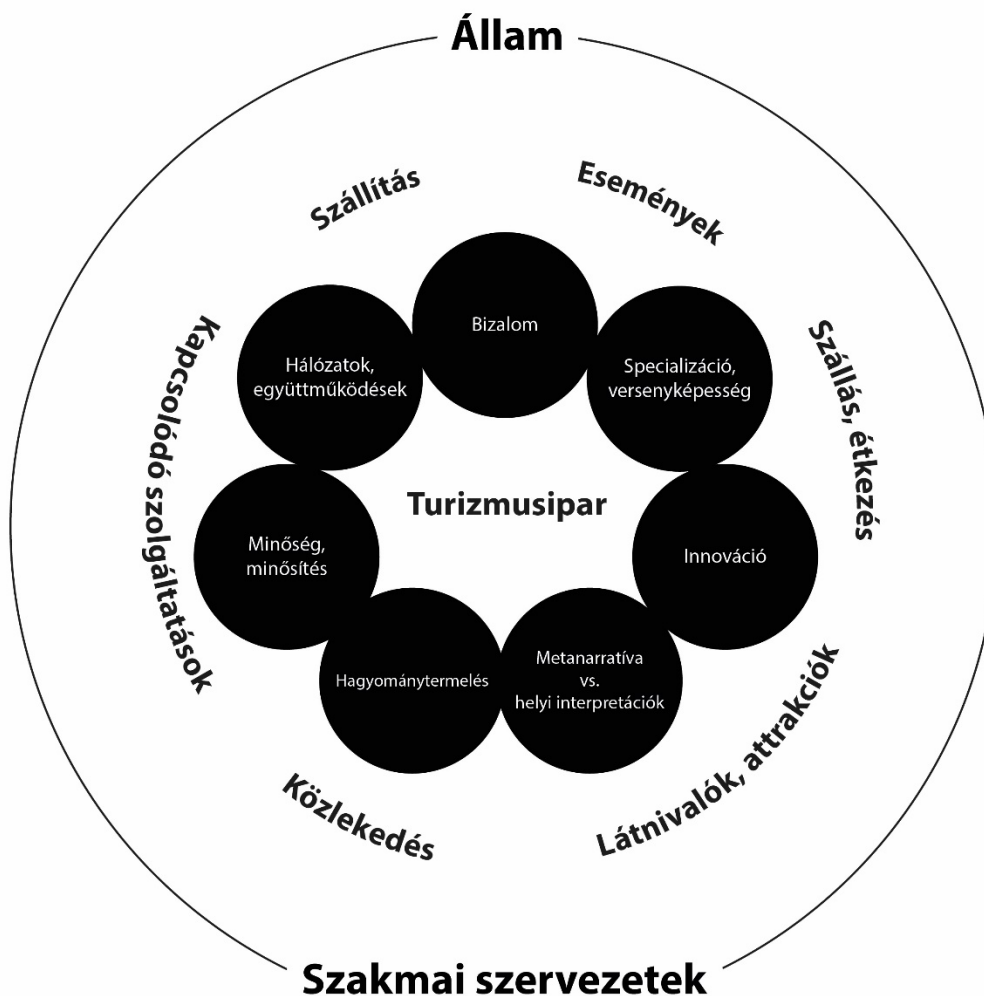 Állam
Szállítás
Események
Kapcsolódó szolgáltatások
Szállás, étkezés
Bizalom
Hálózatok,
együttműködések
Specializáció,
versenyképesség
Turizmusipar
Minőség,
minősítés
Innováció
Hagyománytermelés
Metanarratíva
vs.
helyi interpretációk
Közlekedés
Látnivalók, attrakciók
Szakmai szervezetek